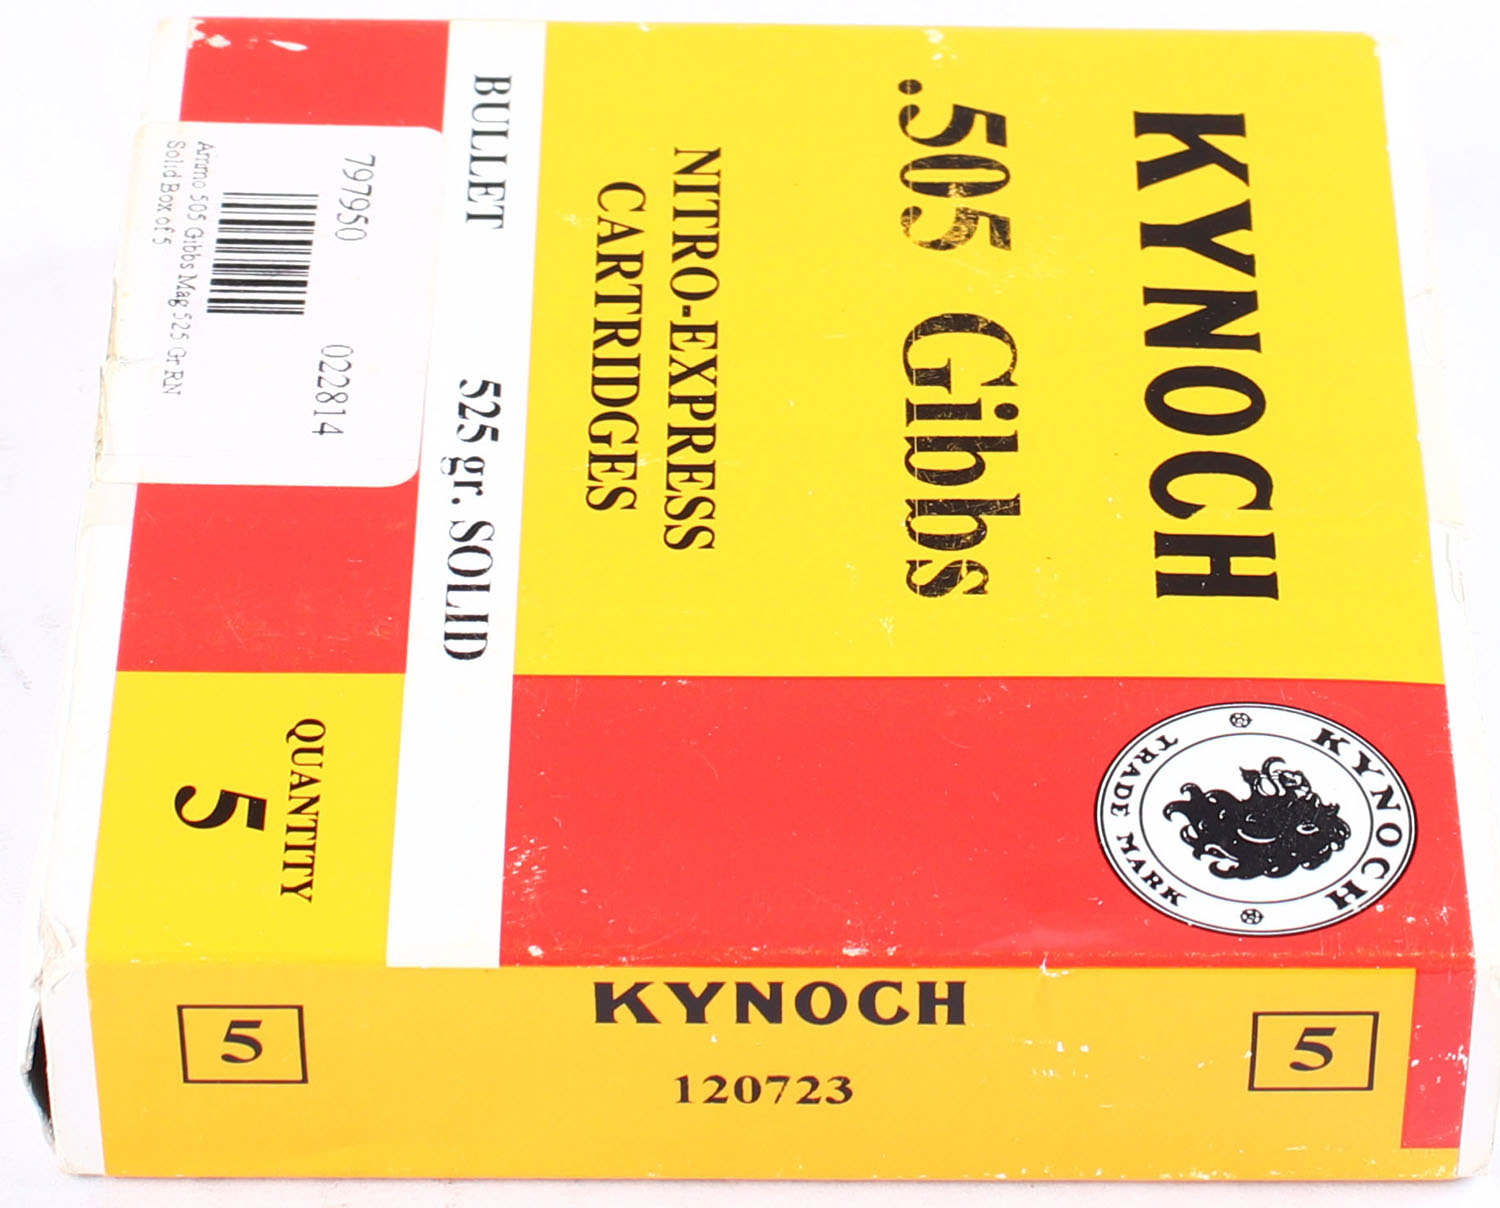 KYNOCH
.505 Gibbs
NITRO-EXPRESS
CARTRIDGES
BULLET 525 gr. SOLID
KYNOCH
TRADE MARK
797950 022814
Ammo 505 Gibbs Mag 525 Gr RN
Solid Box of 5
QUANTITY
5
5 KYNOCH 5
120723